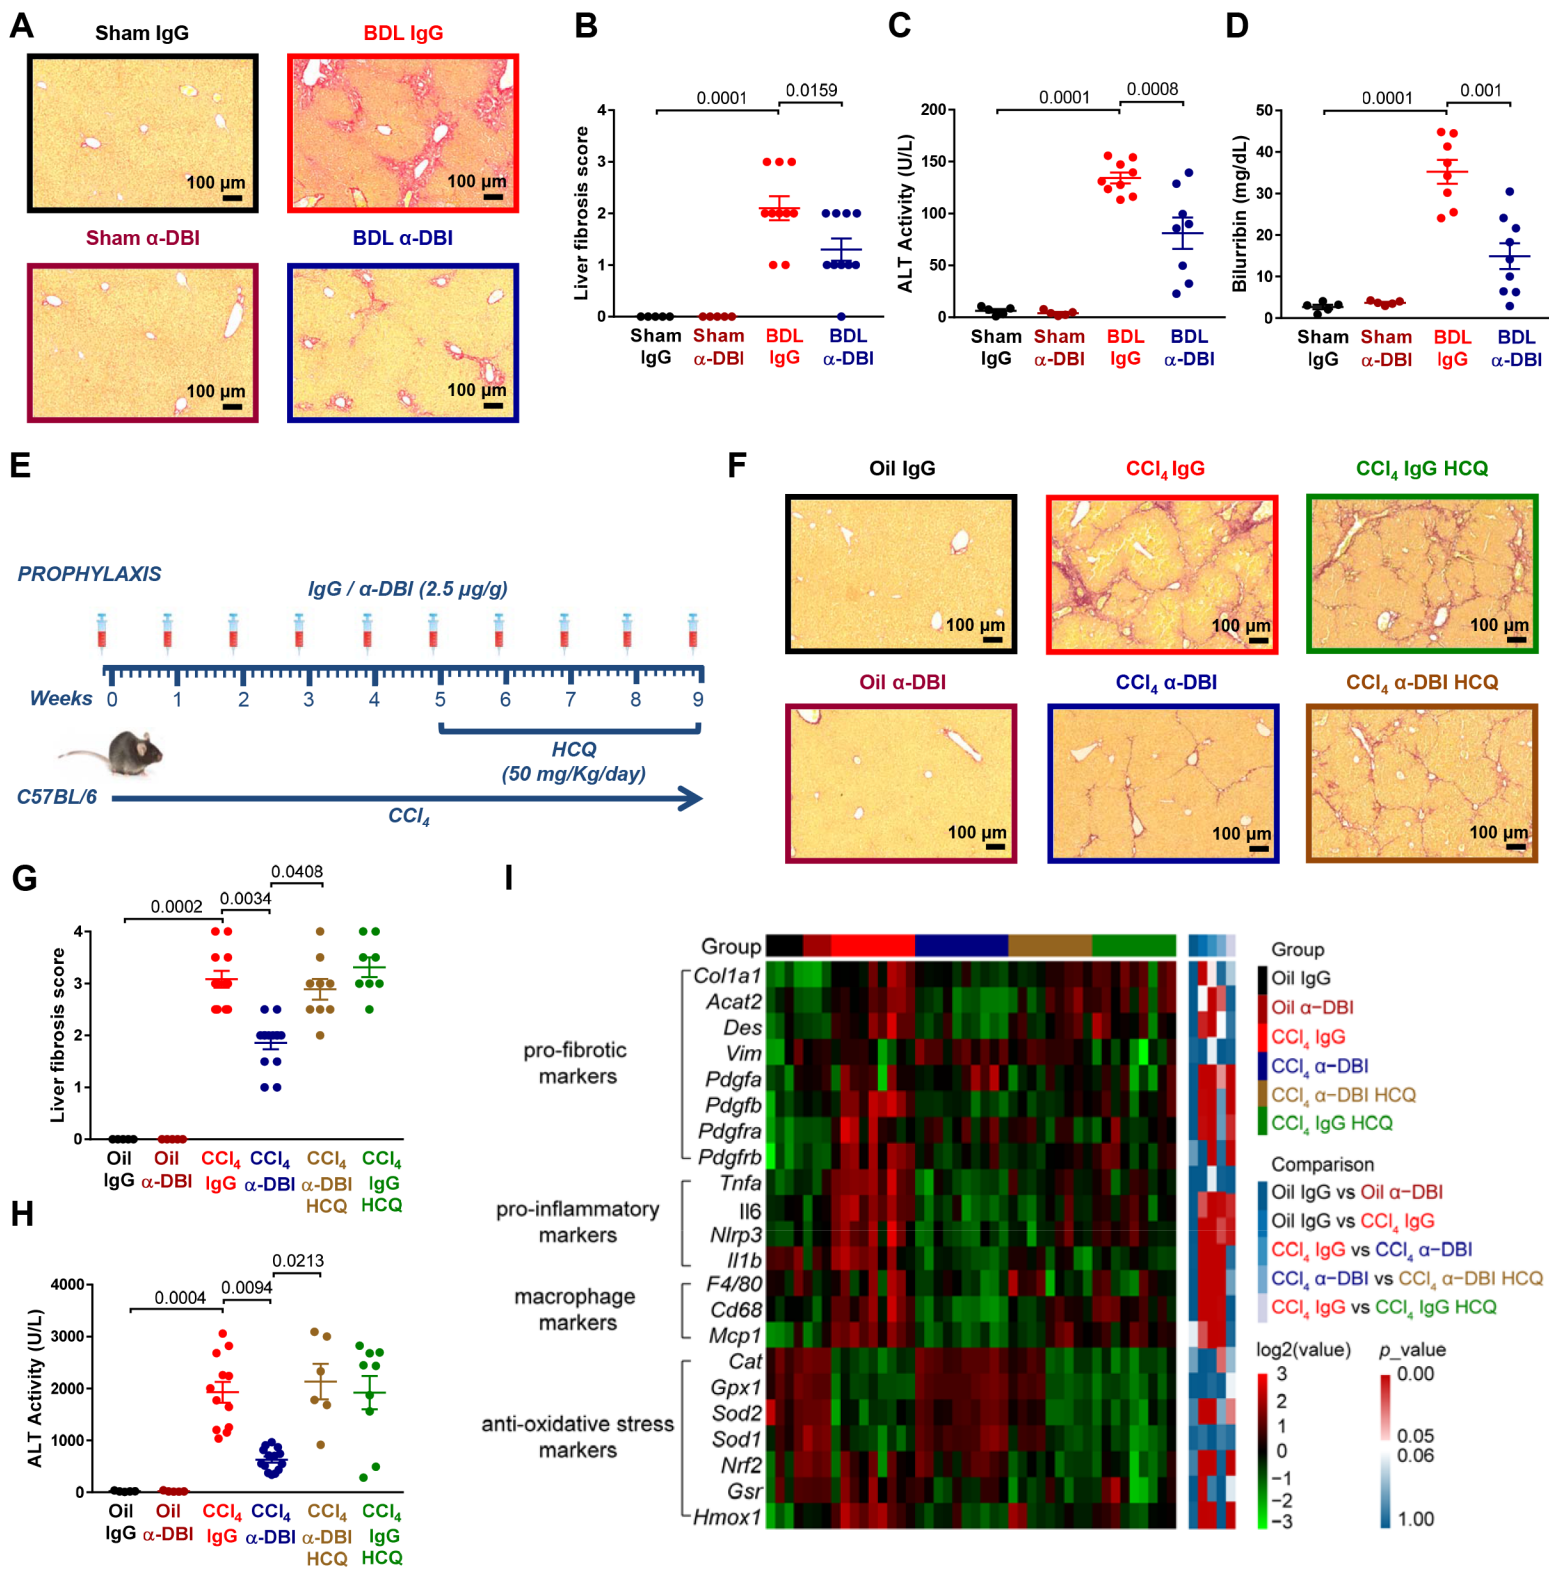 A
Sham IgG
BDL IgG
100 µm
100 µm
Sham α-DBI
BDL α-DBI
100 µm
100 µm
B
0.0001
0.0159
Liver fibrosis score
4
3
2
1
0
Sham IgG
Sham α-DBI
BDL IgG
BDL α-DBI
C
0.0001
0.0008
ALT Activity (U/L)
200
150
100
50
0
Sham IgG
Sham α-DBI
BDL IgG
BDL α-DBI
D
0.0001
0.001
Bilurribin (mg/dL)
50
40
30
20
10
0
Sham IgG
Sham α-DBI
BDL IgG
BDL α-DBI
E
PROPHYLAXIS
IgG / α-DBI (2.5 µg/g)
Weeks 0 1 2 3 4 5 6 7 8 9
HCQ
(50 mg/Kg/day)
C57BL/6
CCl4
F
Oil IgG
CCl4 IgG
CCl4 IgG HCQ
100 µm
100 µm
100 µm
Oil α-DBI
CCl4 α-DBI
CCl4 α-DBI HCQ
100 µm
100 µm
100 µm
G
0.0002
0.0034
0.0408
Liver fibrosis score
4
3
2
1
0
Oil IgG
Oil α-DBI
CCl4 IgG
CCl4 α-DBI
CCl4 α-DBI HCQ
CCl4 IgG HCQ
H
0.0004
0.0094
0.0213
ALT Activity (U/L)
4000
3000
2000
1000
0
Oil IgG
Oil α-DBI
CCl4 IgG
CCl4 α-DBI
CCl4 α-DBI HCQ
CCl4 IgG HCQ
I
Group
pro-fibrotic
markers
Col1a1
Acat2
Des
Vim
Pdgfa
Pdgfb
Pdgfra
Pdgfrb
pro-inflammatory
markers
Tnfa
Il6
Nlrp3
Il1b
macrophage
markers
F4/80
Cd68
Mcp1
anti-oxidative stress
markers
Cat
Gpx1
Sod2
Sod1
Nrf2
Gsr
Hmox1
Group
Oil IgG
Oil α−DBI
CCl4 IgG
CCl4 α−DBI
CCl4 α−DBI HCQ
CCl4 IgG HCQ
Comparison
Oil IgG vs Oil α−DBI
Oil IgG vs CCl4 IgG
CCl4 IgG vs CCl4 α−DBI
CCl4 α−DBI vs CCl4 α−DBI HCQ
CCl4 IgG vs CCl4 IgG HCQ
log2(value)
3
2
1
0
−1
−2
−3
p_value
0.00
0.05
0.06
1.00